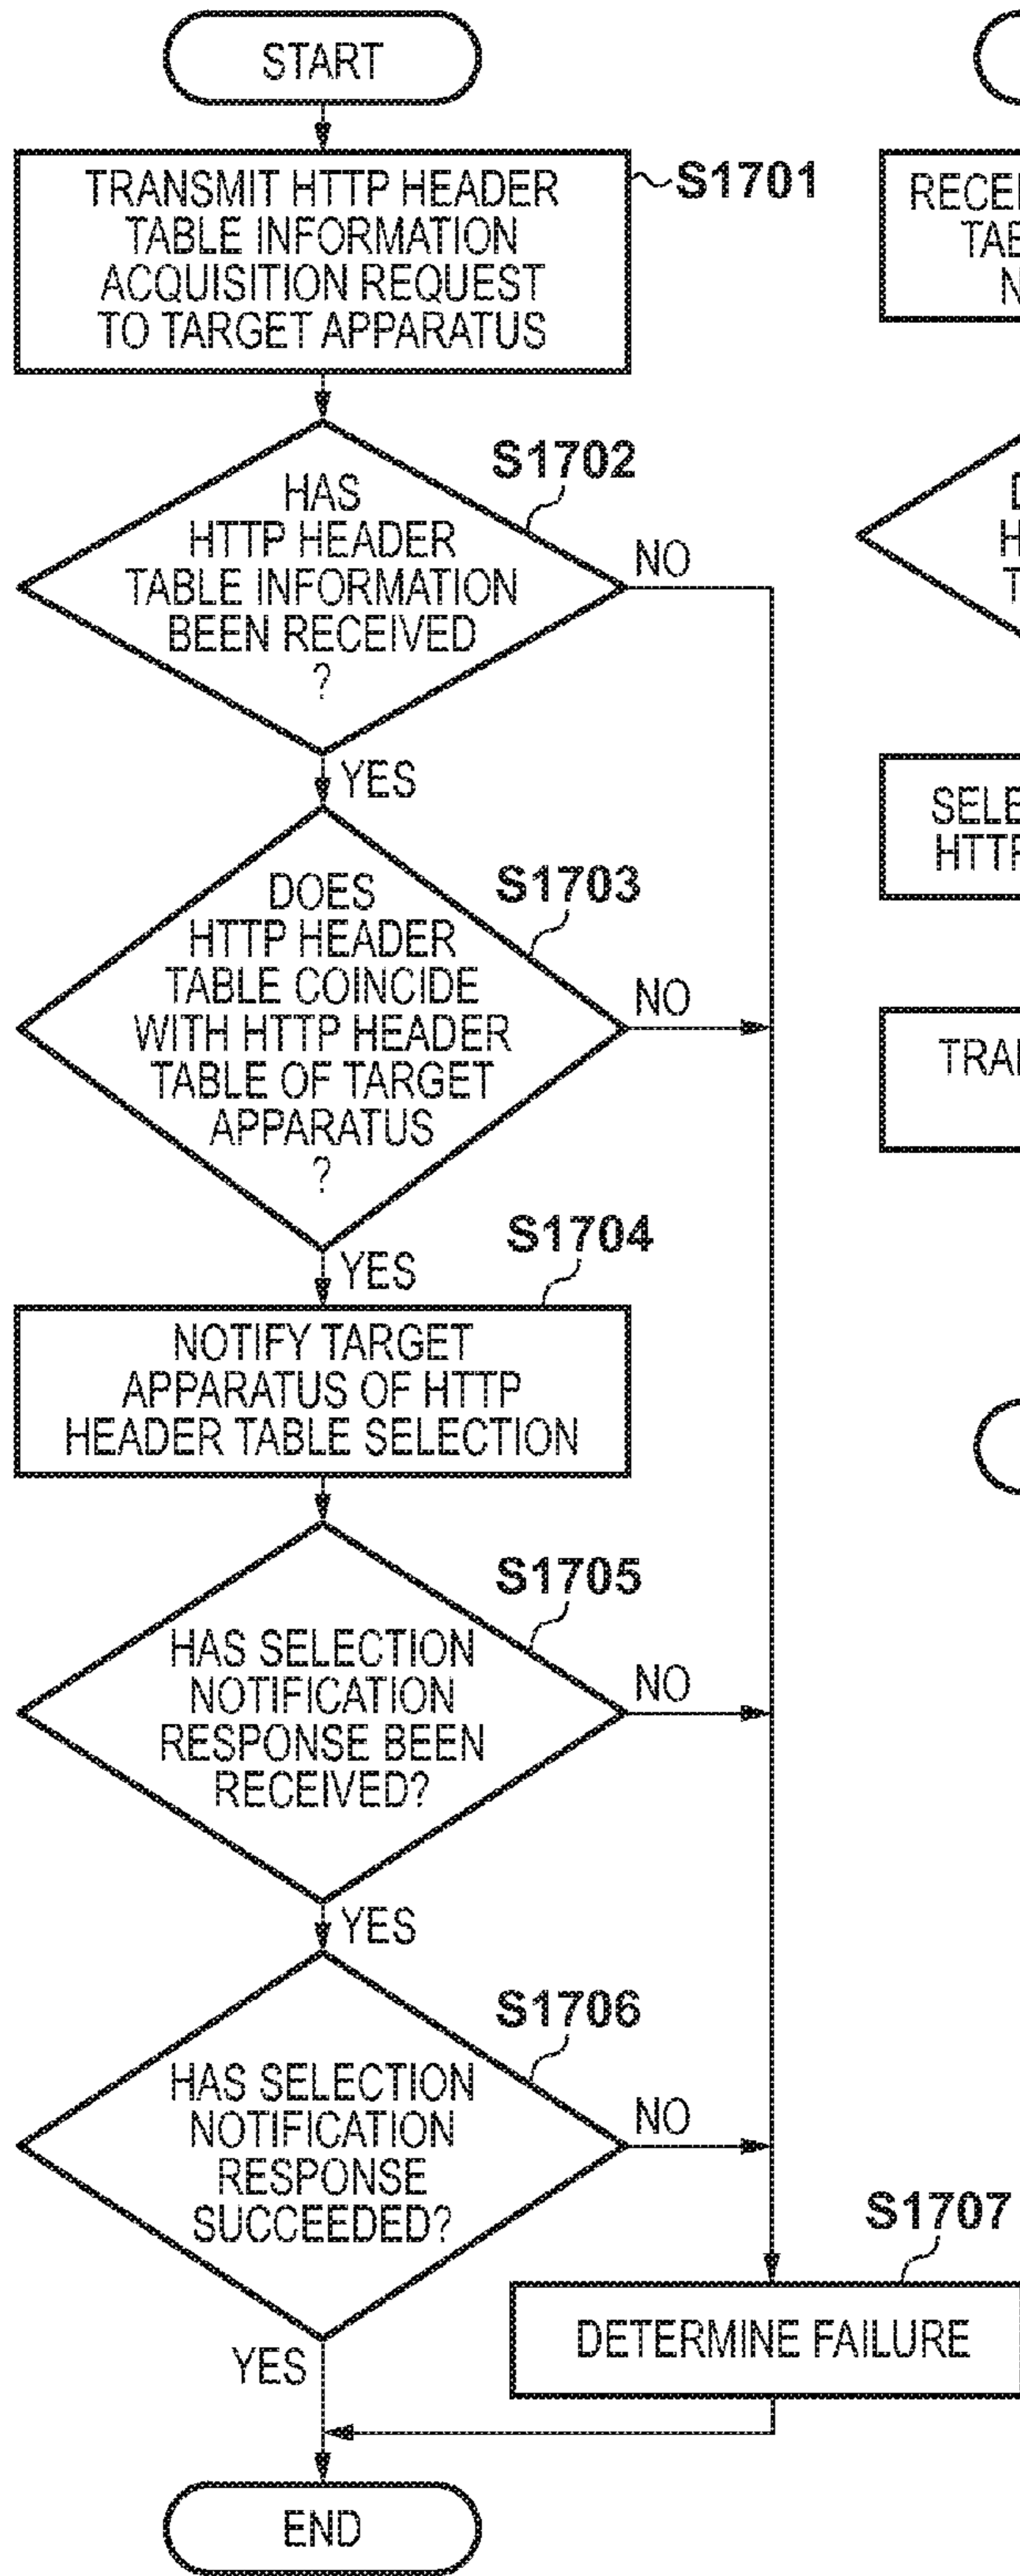 START
TRANSMIT HTTP HEADER
TABLE INFORMATION
ACQUISITION REQUEST
TO TARGET APPARATUS
S1701
HAS
HTTP HEADER
TABLE INFORMATION
BEEN RECEIVED
?
S1702
NO
YES
DOES
HTTP HEADER
TABLE COINCIDE
WITH HTTP HEADER
TABLE OF TARGET
APPARATUS
?
S1703
NO
YES
S1704
NOTIFY TARGET
APPARATUS OF HTTP
HEADER TABLE SELECTION
HAS SELECTION
NOTIFICATION
RESPONSE BEEN
RECEIVED?
S1705
NO
YES
HAS SELECTION
NOTIFICATION
RESPONSE
SUCCEEDED?
S1706
NO
YES
S1707
DETERMINE FAILURE
END